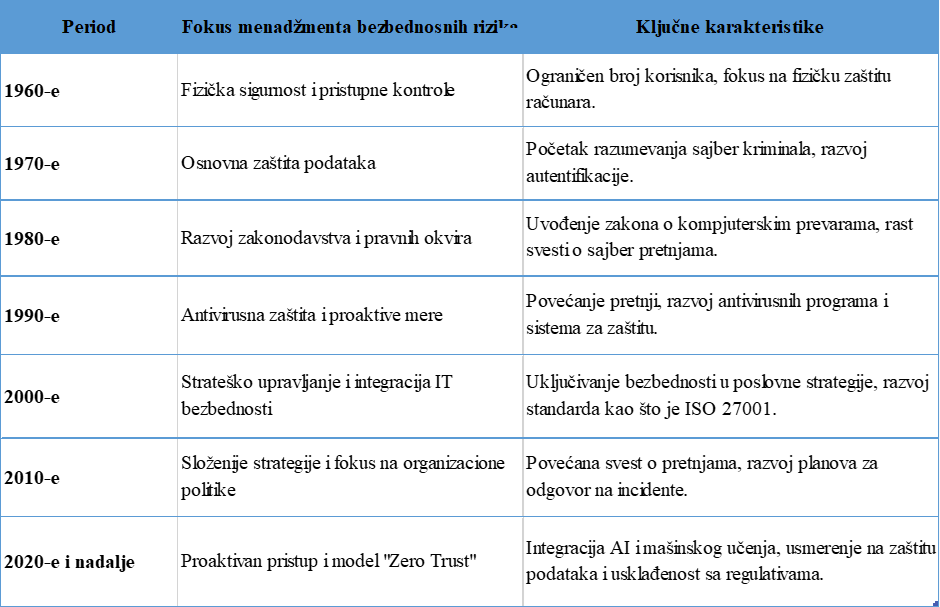 Period
Fokus menadžmenta bezbednosnih rizika
Ključne karakteristike
1960-e
Fizička sigurnost i pristupne kontrole
Ograničen broj korisnika, fokus na fizičku zaštitu
računara.
1970-e
Osnovna zaštita podataka
Početak razumevanja sajber kriminala, razvoj
autentifikacije.
1980-e
Razvoj zakonodavstva i pravnih okvira
Uvođenje zakona o kompjuterskim prevarama, rast
svesti o sajber pretnjama.
1990-e
Antivirusna zaštita i proaktive mere
Povećanje pretnji, razvoj antivirusnih programa i
sistema za zaštitu.
2000-e
Strateško upravljanje i integracija IT
bezbednosti
Uključivanje bezbednosti u poslovne strategije, razvoj
standarda kao što je ISO 27001.
2010-e
Složenije strategije i fokus na organizacione
politike
Povećana svest o pretnjama, razvoj planova za
odgovor na incidente.
2020-e i nadalje
Proaktivan pristup i model "Zero Trust"
Integracija AI i mašinskog učenja, usmerenje na zaštitu
podataka i usklađenost sa regulativama.